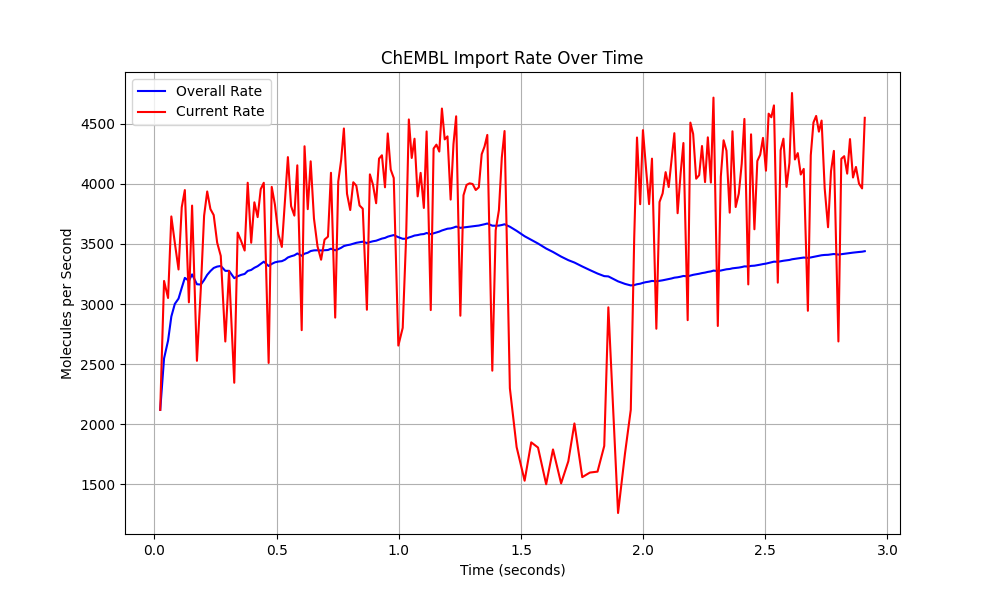 ChEMBL Import Rate Over Time
Overall Rate
Current Rate
Molecules per Second
4500
4000
3500
3000
2500
2000
1500
0.0 0.5 1.0 1.5 2.0 2.5 3.0
Time (seconds)